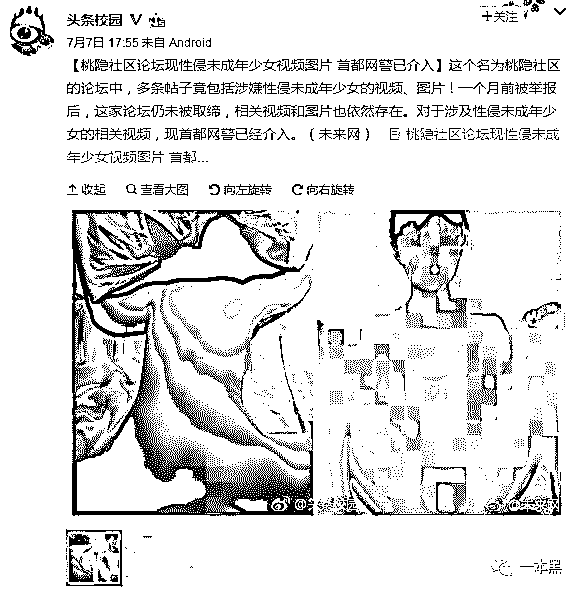 头条校园
+关注
7月7日 17:55 来自 Android
【桃隐社区论坛现性侵未成年少女视频图片 首都网警已介入】这个名为桃隐社区
的论坛中，多条帖子竟包括涉嫌性侵未成年少女的视频、图片！一个月前被举报
后，这家论坛仍未被取缔，相关视频和图片也依然存在。对于涉及性侵未成年少
女的相关视频，现首都网警已经介入。（未来网） 桃隐社区论坛现性侵未成
年少女视频图片 首都...
收起 查看大图 向左旋转 向右旋转
@头条校园
@未来网
一本黑